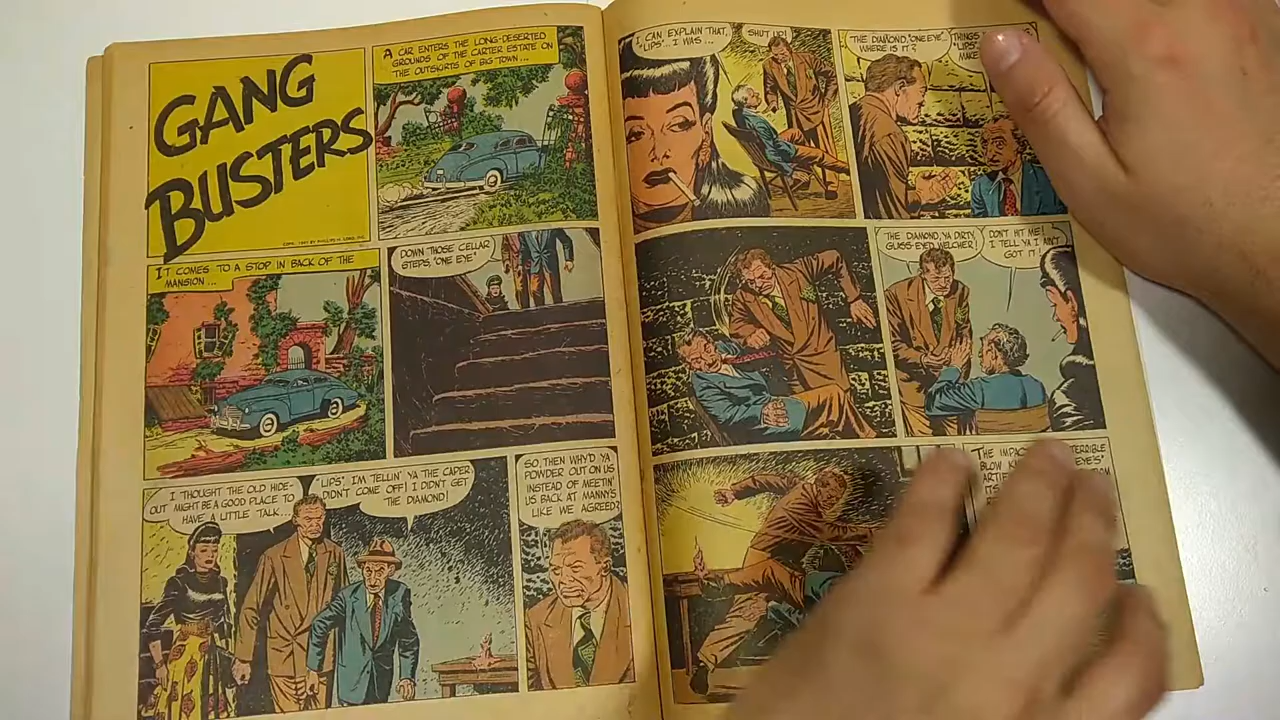 GANG
BUSTERS
A CAR ENTERS THE LONG-DESERTED
GROUNDS OF THE CARTER ESTATE ON
THE OUTSKIRTS OF BIG TOWN...
IT COMES TO A STOP IN BACK OF THE
MANSION...
DOWN THOSE CELLAR
STEPS, "ONE EYE"
I THOUGHT THE OLD HIDE-
OUT MIGHT BE A GOOD PLACE TO
HAVE A LITTLE TALK...
"LIPS" I'M TELLIN' YA THE CAPER
DIDN'T COME OFF! I DIDN'T GET
THE DIAMOND!
SO, THEN WHY'D YA
POWDER OUT ON US
INSTEAD OF MEETIN'
US BACK AT MANNY'S
LIKE WE AGREED?
I CAN EXPLAIN THAT,
"LIPS"... I WAS...
SHUT UP!
THE DIAMOND, "ONE EYE".
WHERE IS IT?
THINGS
"LIPS"
MAKE
THE DIAMOND, YA DIRTY,
GLASS-EYED WELCHER!
DON'T HIT ME!
I TELL YA I AIN'T
GOT IT!
THE IMPACT
TERRIBLE
BLOW
EYE'S"